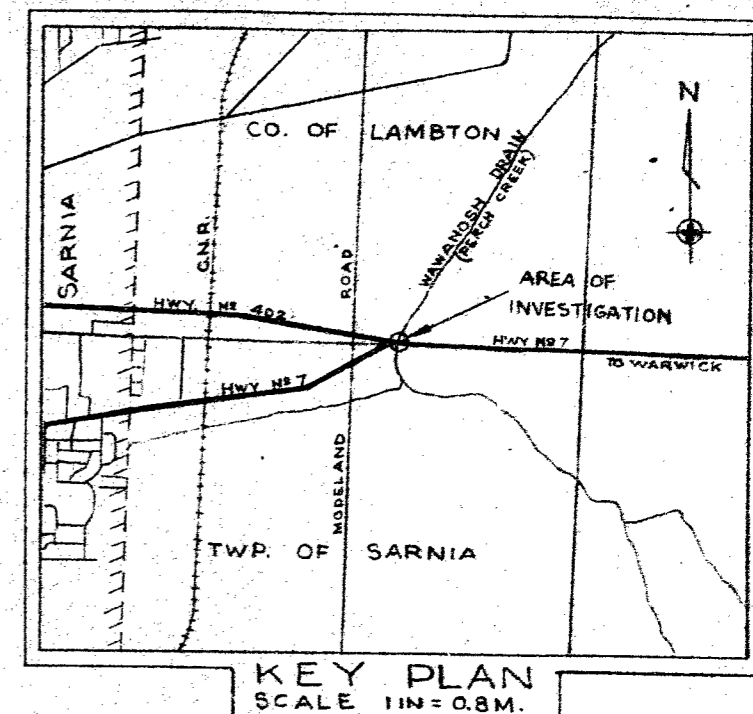 CO. OF LAMBTON
N
SARNIA
C.N.R.
ROAD
WAWANOSH DRAIN
(PERCH CREEK)
AREA OF
INVESTIGATION
HWY. Nº 402
HWY Nº 7
TO WARWICK
HWY Nº 7
MODELAND
TWP. OF SARNIA
KEY PLAN
SCALE 1 IN = 0.8 M.